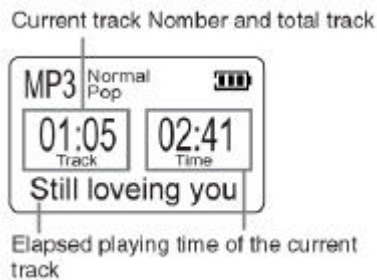 Current track Nomber and total track
MP3 Normal
Pop
01:05 02:41
Track Time
Still loveing you
Elapsed playing time of the current
track